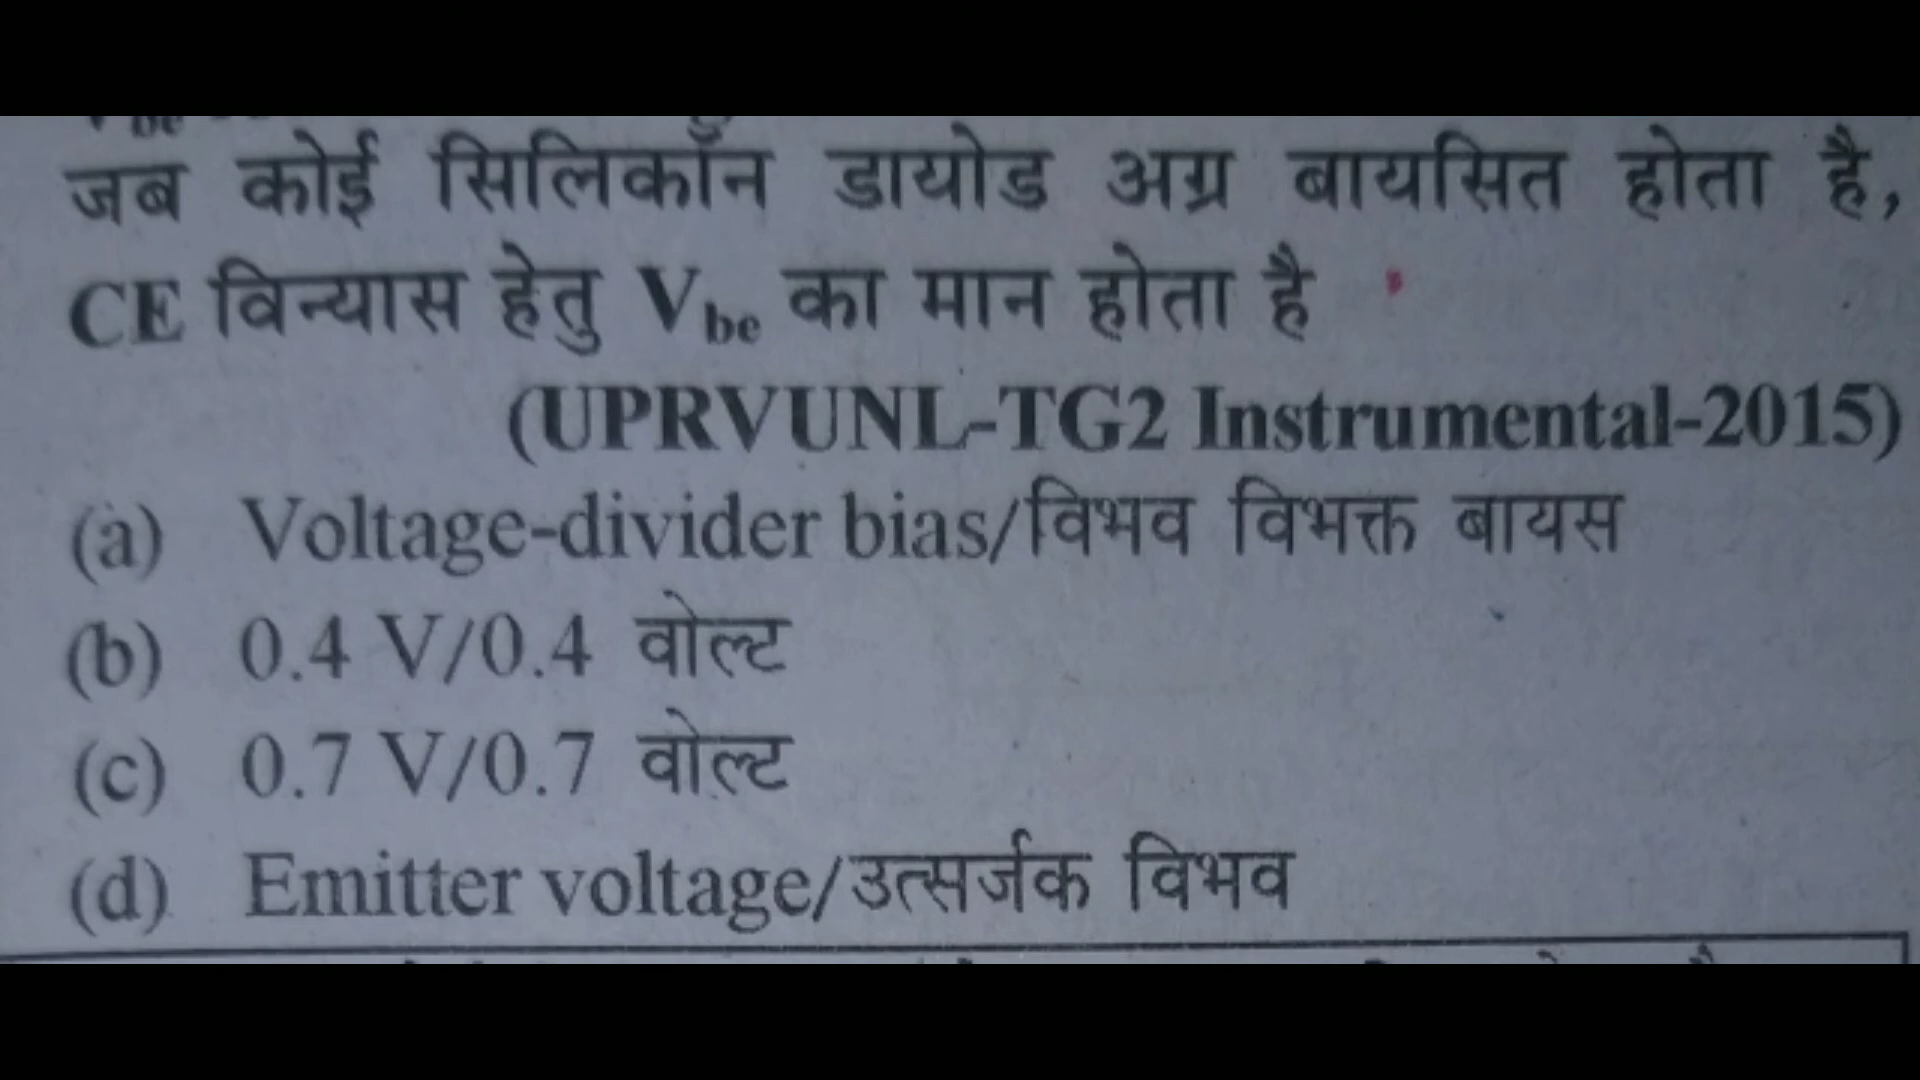 जब कोई सिलिकॉन डायोड अग्र बायसित होता है,
CE विन्यास हेतु Vbe का मान होता है
(UPRVUNL-TG2 Instrumental-2015)
(a) Voltage-divider bias/विभव विभक्त बायस
(b) 0.4 V/0.4 वोल्ट
(c) 0.7 V/0.7 वोल्ट
(d) Emitter voltage/उत्सर्जक विभव